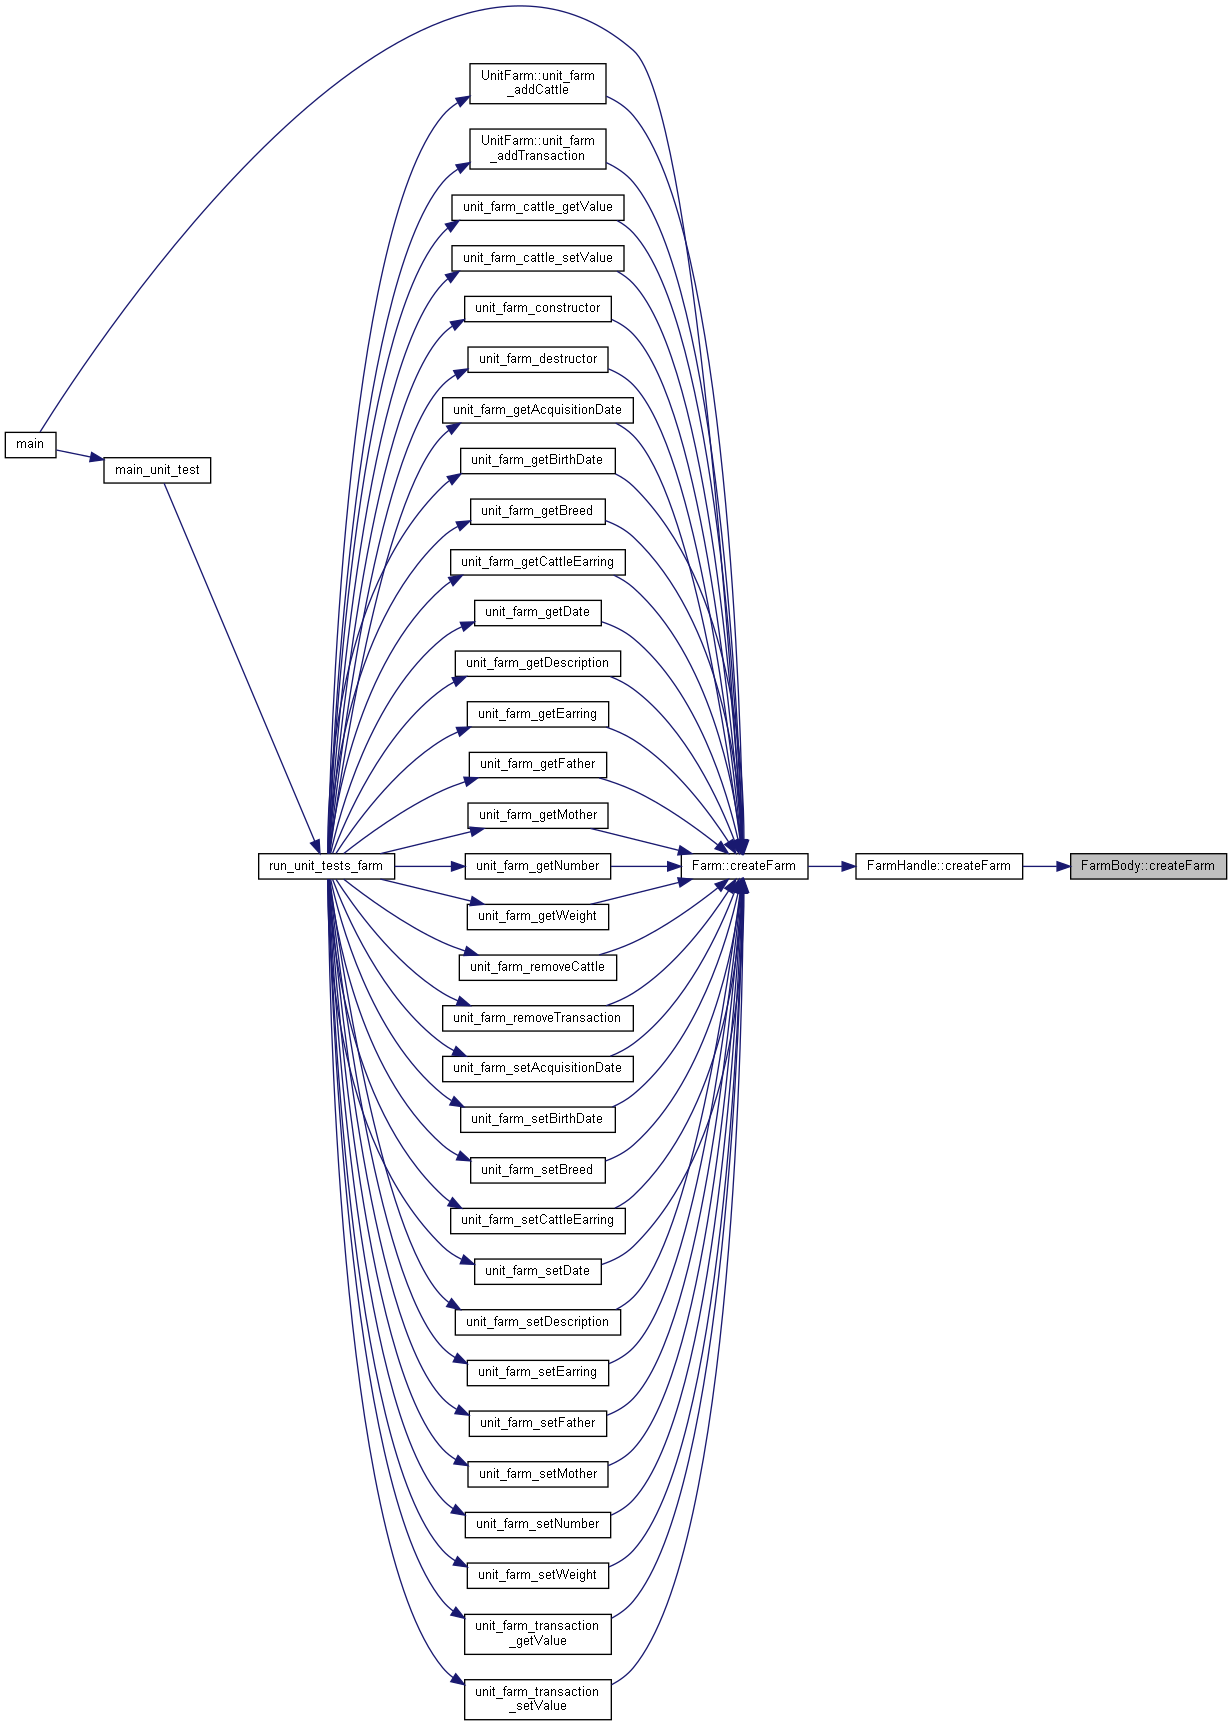 UnitFarm::unit_farm
_addCattle
UnitFarm::unit_farm
_addTransaction
unit_farm_cattle_getValue
unit_farm_cattle_setValue
unit_farm_constructor
unit_farm_destructor
unit_farm_getAcquisitionDate
main
unit_farm_getBirthDate
main_unit_test
unit_farm_getBreed
unit_farm_getCattleEarring
unit_farm_getDate
unit_farm_getDescription
unit_farm_getEarring
unit_farm_getFather
unit_farm_getMother
run_unit_tests_farm
unit_farm_getNumber
Farm::createFarm
FarmHandle::createFarm
FarmBody::createFarm
unit_farm_getWeight
unit_farm_removeCattle
unit_farm_removeTransaction
unit_farm_setAcquisitionDate
unit_farm_setBirthDate
unit_farm_setBreed
unit_farm_setCattleEarring
unit_farm_setDate
unit_farm_setDescription
unit_farm_setEarring
unit_farm_setFather
unit_farm_setMother
unit_farm_setNumber
unit_farm_setWeight
unit_farm_transaction
_getValue
unit_farm_transaction
_setValue